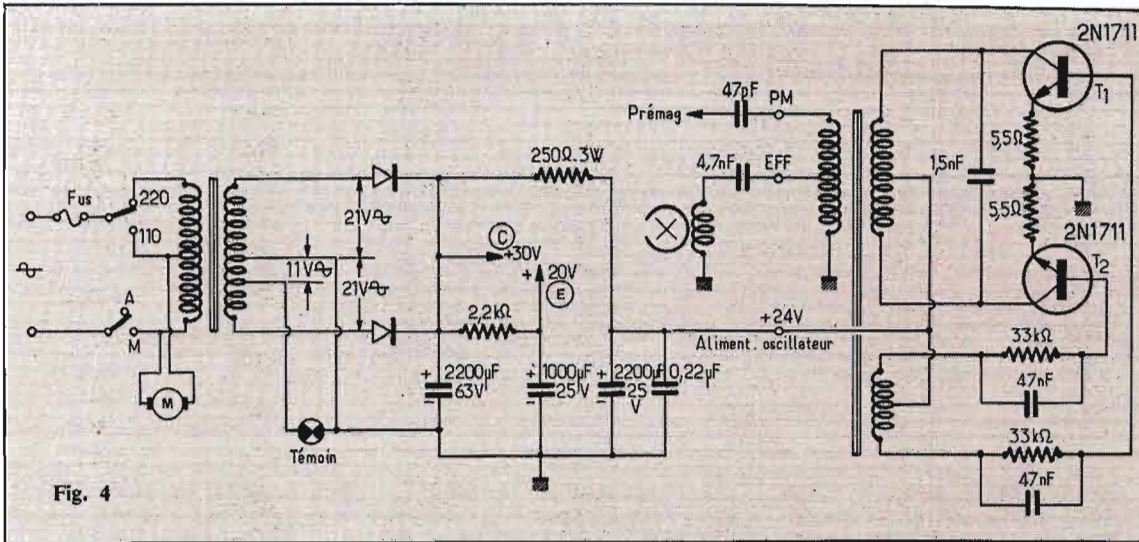 2N1711
T1
5,5Ω
5,5Ω
2N1711
T2
1,5nF
33kΩ
47nF
33kΩ
47nF
47pF
PM
Prémag
4,7nF
EFF
250Ω.3W
Fus
220
110
A
M
M
21V
11V
21V
C
+30V
+ 20V
E
2,2kΩ
+24V
Aliment. oscillateur
+ 2200µF
− 63V
+ 1000µF
− 25V
+ 2200µF
− 25
V
0,22µF
Témoin
Fig. 4